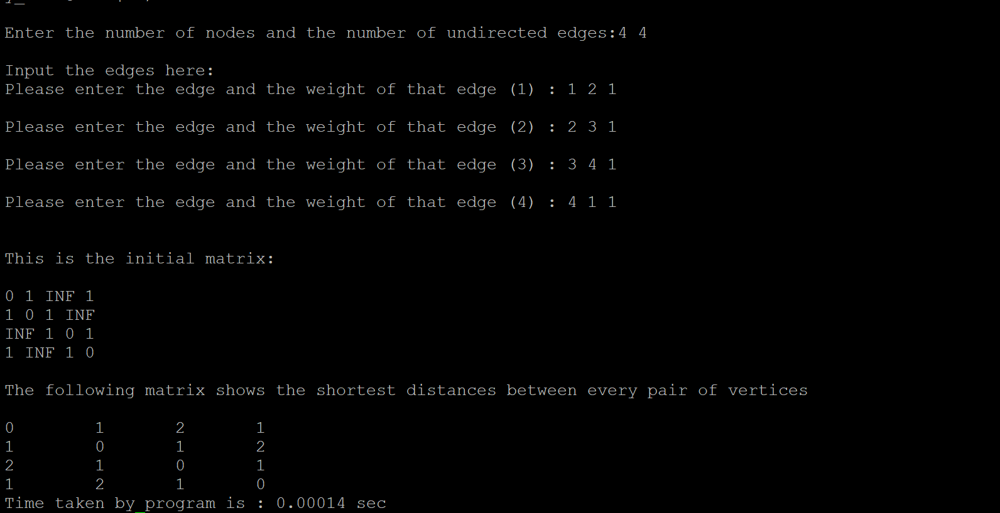 Enter the number of nodes and the number of undirected edges:4 4
Input the edges here:
Please enter the edge and the weight of that edge (1) : 1 2 1
Please enter the edge and the weight of that edge (2) : 2 3 1
Please enter the edge and the weight of that edge (3) : 3 4 1
Please enter the edge and the weight of that edge (4) : 4 1 1
This is the initial matrix:
0 1 INF 1
1 0 1 INF
INF 1 0 1
1 INF 1 0
The following matrix shows the shortest distances between every pair of vertices
0 1 2 1
1 0 1 2
2 1 0 1
1 2 1 0
Time taken by program is : 0.00014 sec